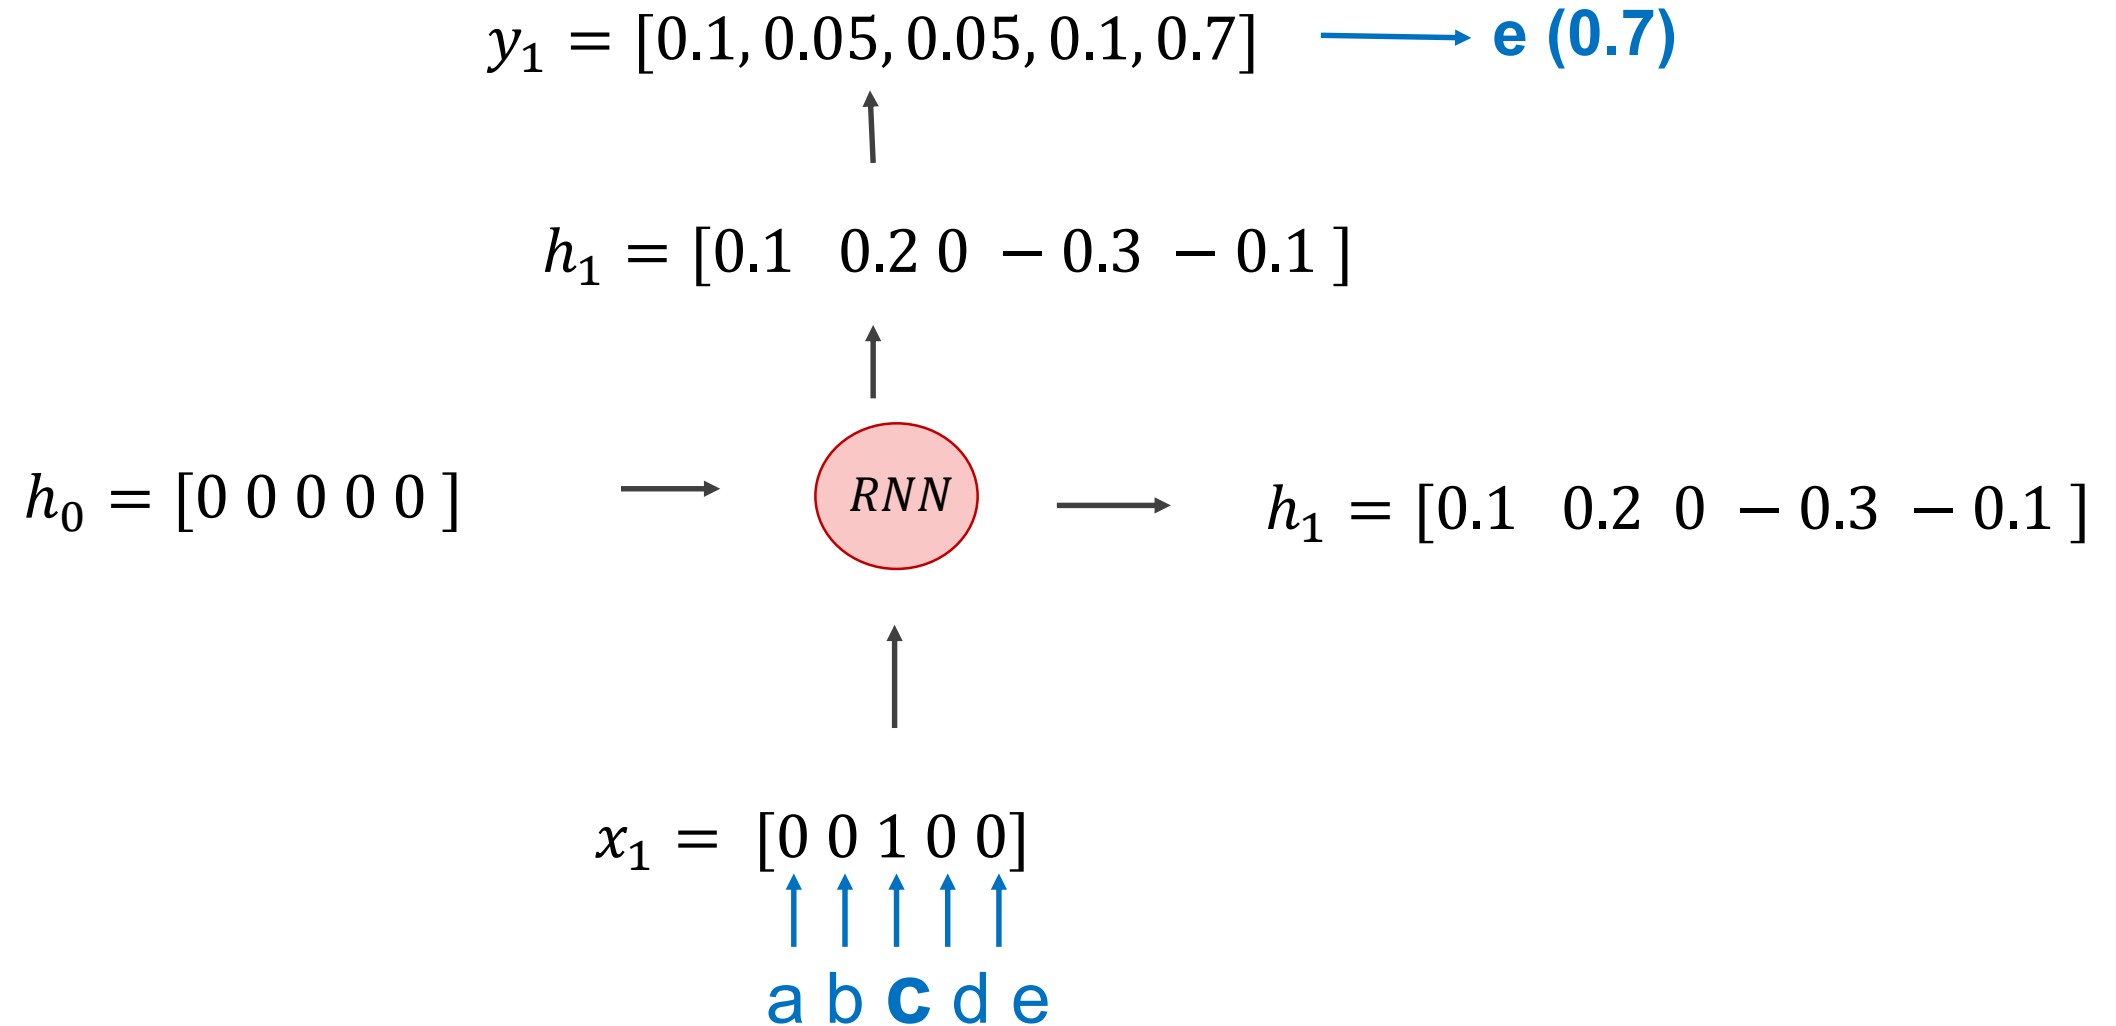 y₁ = [0.1, 0.05, 0.05, 0.1, 0.7] e (0.7)
h₁ = [0.1 0.2 0 − 0.3 − 0.1 ]
h₀ = [0 0 0 0 0 ] RNN h₁ = [0.1 0.2 0 − 0.3 − 0.1 ]
x₁ = [0 0 1 0 0]
a b c d e